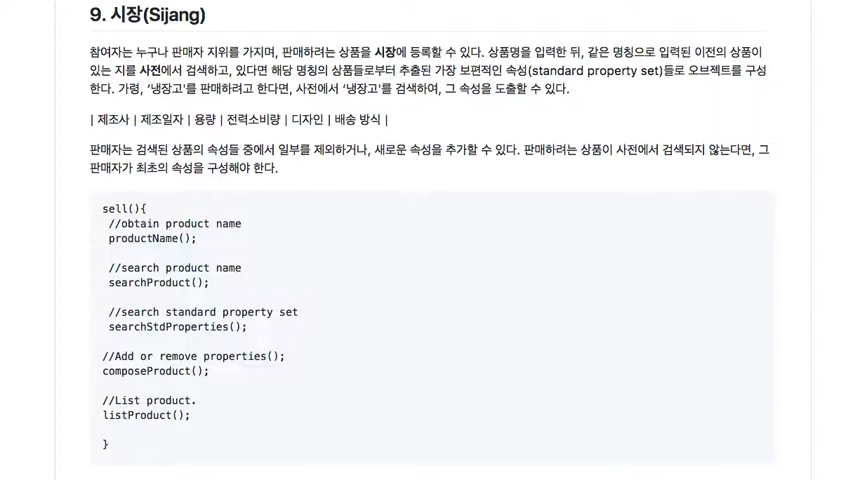 9. 시장(Sijang)
참여자는 누구나 판매자 지위를 가지며, 판매하려는 상품을 시장에 등록할 수 있다. 상품명을 입력한 뒤, 같은 명칭으로 입력된 이전의 상품이
있는 지를 사전에서 검색하고, 있다면 해당 명칭의 상품들로부터 추출된 가장 보편적인 속성(standard property set)들로 오브젝트를 구성
한다. 가령, ‘냉장고'를 판매하려고 한다면, 사전에서 ‘냉장고'를 검색하여, 그 속성을 도출할 수 있다.
| 제조사 | 제조일자 | 용량 | 전력소비량 | 디자인 | 배송 방식 |
판매자는 검색된 상품의 속성들 중에서 일부를 제외하거나, 새로운 속성을 추가할 수 있다. 판매하려는 상품이 사전에서 검색되지 않는다면, 그
판매자가 최초의 속성을 구성해야 한다.
sell(){
//obtain product name
productName();
//search product name
searchProduct();
//search standard property set
searchStdProperties();
//Add or remove properties();
composeProduct();
//List product.
listProduct();
}